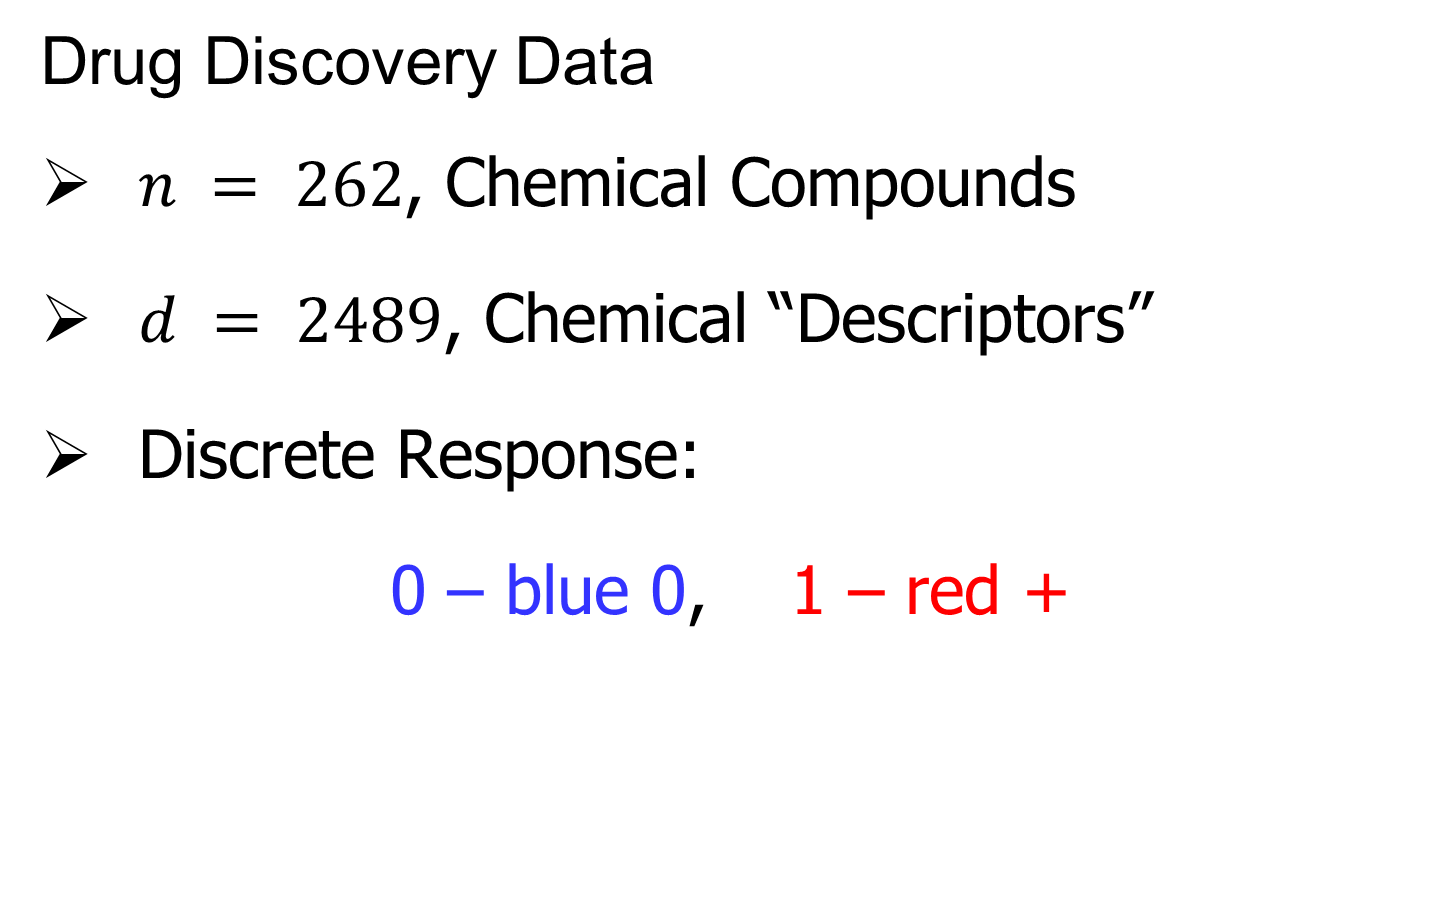 Drug Discovery Data
➢ n = 262, Chemical Compounds
➢ d = 2489, Chemical “Descriptors”
➢ Discrete Response:
0 – blue 0, 1 – red +